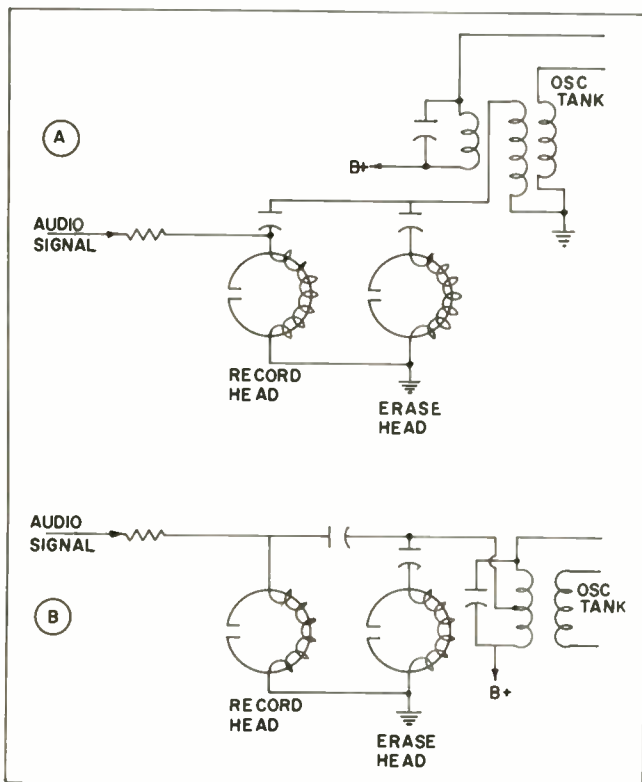 OSC
TANK
A
B+
AUDIO
SIGNAL
RECORD
HEAD
ERASE
HEAD
AUDIO
SIGNAL
OSC
TANK
B
B+
RECORD
HEAD
ERASE
HEAD